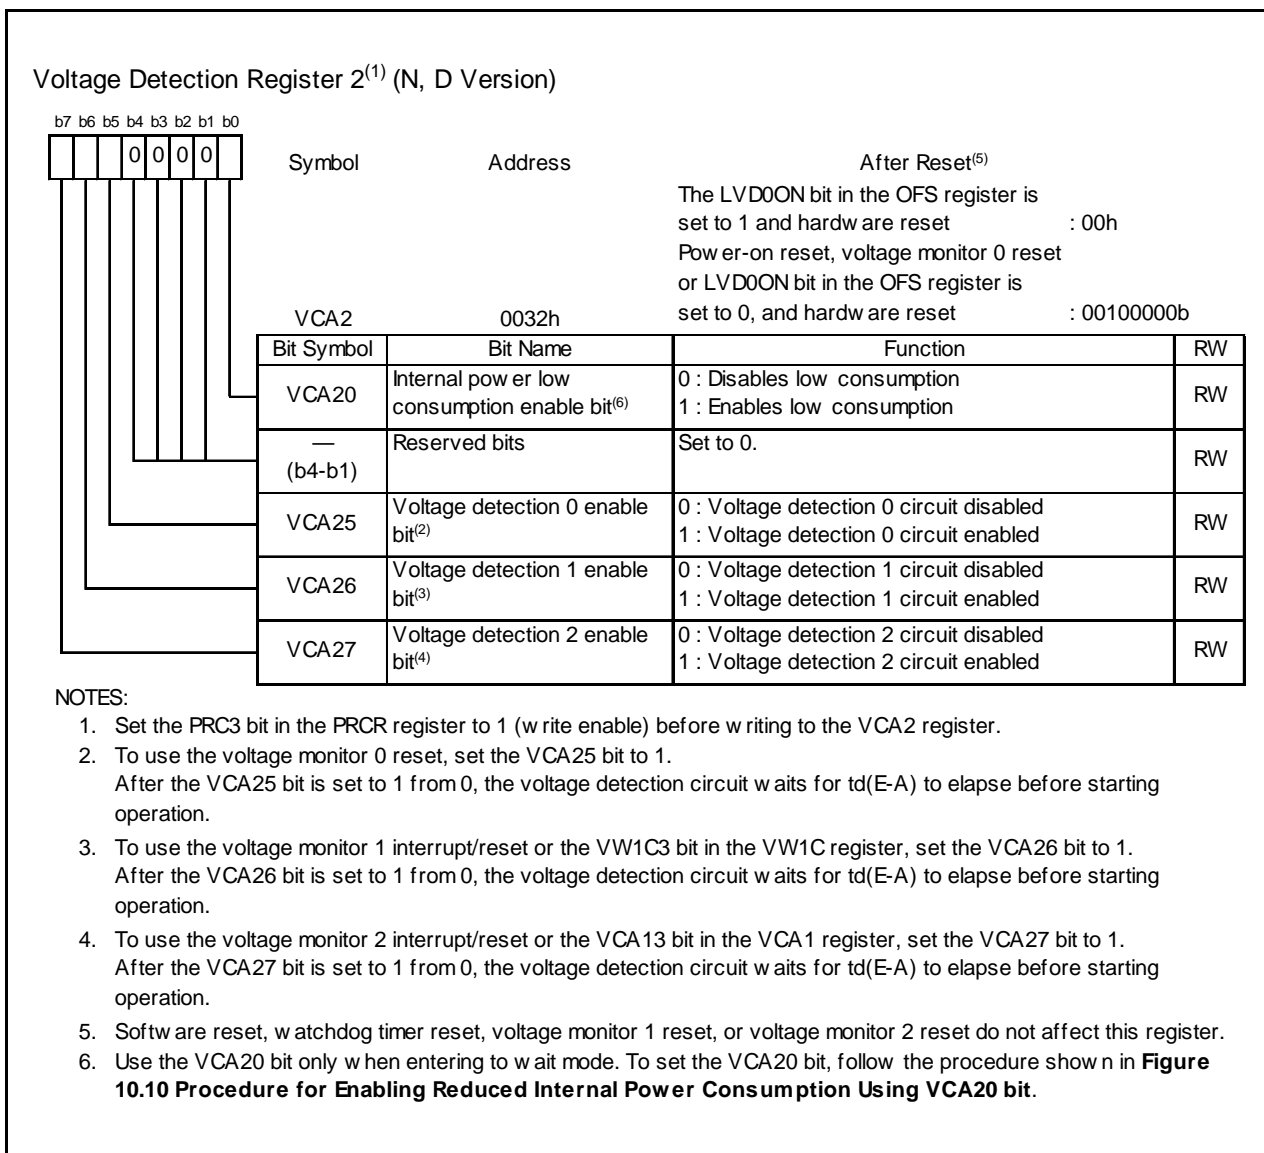 Voltage Detection Register 2(1) (N, D Version)
b7 b6 b5 b4 b3 b2 b1 b0
0 0 0 0
Symbol Address After Reset(5)
The LVD0ON bit in the OFS register is
set to 1 and hardware reset : 00h
Power-on reset, voltage monitor 0 reset
or LVD0ON bit in the OFS register is
VCA2 0032h set to 0, and hardware reset : 00100000b
Bit Symbol Bit Name Function RW
VCA20 Internal power low 0 : Disables low consumption RW
consumption enable bit(6) 1 : Enables low consumption
— Reserved bits Set to 0. RW
(b4-b1)
VCA25 Voltage detection 0 enable 0 : Voltage detection 0 circuit disabled RW
bit(2) 1 : Voltage detection 0 circuit enabled
VCA26 Voltage detection 1 enable 0 : Voltage detection 1 circuit disabled RW
bit(3) 1 : Voltage detection 1 circuit enabled
VCA27 Voltage detection 2 enable 0 : Voltage detection 2 circuit disabled RW
bit(4) 1 : Voltage detection 2 circuit enabled
NOTES:
1. Set the PRC3 bit in the PRCR register to 1 (write enable) before writing to the VCA2 register.
2. To use the voltage monitor 0 reset, set the VCA25 bit to 1.
After the VCA25 bit is set to 1 from 0, the voltage detection circuit waits for td(E-A) to elapse before starting
operation.
3. To use the voltage monitor 1 interrupt/reset or the VW1C3 bit in the VW1C register, set the VCA26 bit to 1.
After the VCA26 bit is set to 1 from 0, the voltage detection circuit waits for td(E-A) to elapse before starting
operation.
4. To use the voltage monitor 2 interrupt/reset or the VCA13 bit in the VCA1 register, set the VCA27 bit to 1.
After the VCA27 bit is set to 1 from 0, the voltage detection circuit waits for td(E-A) to elapse before starting
operation.
5. Software reset, watchdog timer reset, voltage monitor 1 reset, or voltage monitor 2 reset do not affect this register.
6. Use the VCA20 bit only when entering to wait mode. To set the VCA20 bit, follow the procedure shown in Figure
10.10 Procedure for Enabling Reduced Internal Power Consumption Using VCA20 bit.